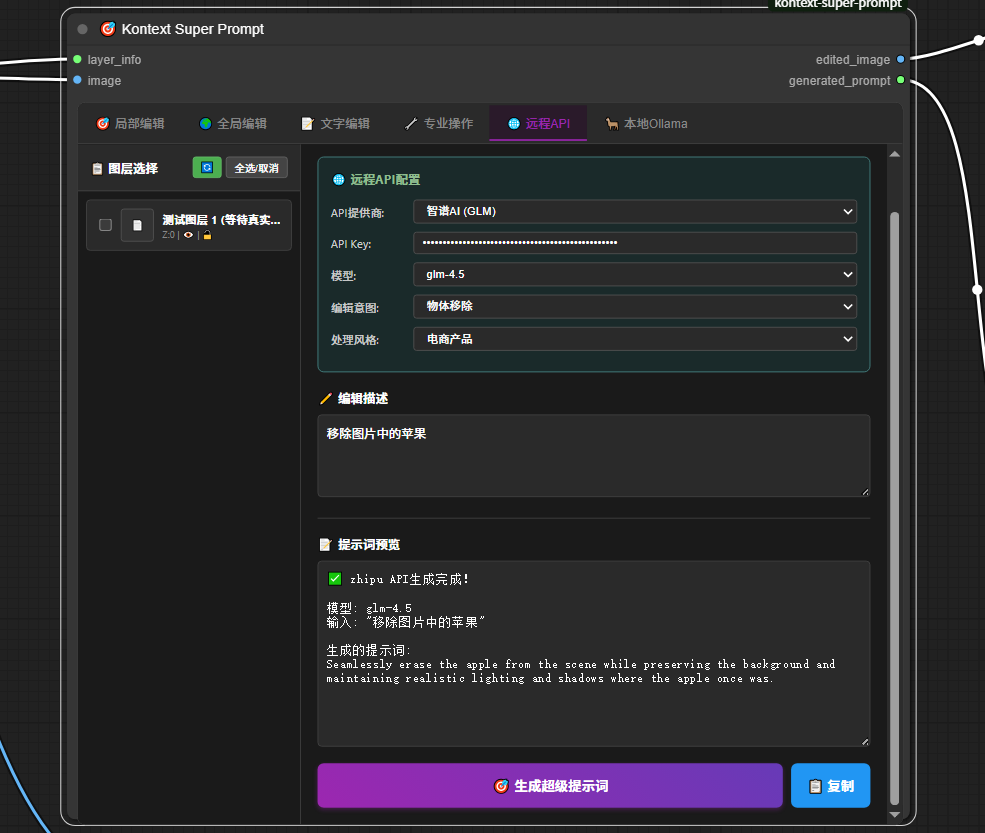 kontext-super-prompt
Kontext Super Prompt
layer_info
edited_image
image
generated_prompt
局部编辑
全局编辑
文字编辑
专业操作
远程API
本地Ollama
图层选择
全选/取消
测试图层 1 (等待真实...
Z:0 | |
远程API配置
API提供商:
智谱AI (GLM)
API Key:
••••••••••••••••••••••••••••••••••••••••••••••••••
模型:
glm-4.5
编辑意图:
物体移除
处理风格:
电商产品
编辑描述
移除图片中的苹果
提示词预览
✅ zhipu API生成完成!
模型: glm-4.5
输入: "移除图片中的苹果"
生成的提示词:
Seamlessly erase the apple from the scene while preserving the background and
maintaining realistic lighting and shadows where the apple once was.
生成超级提示词
复制